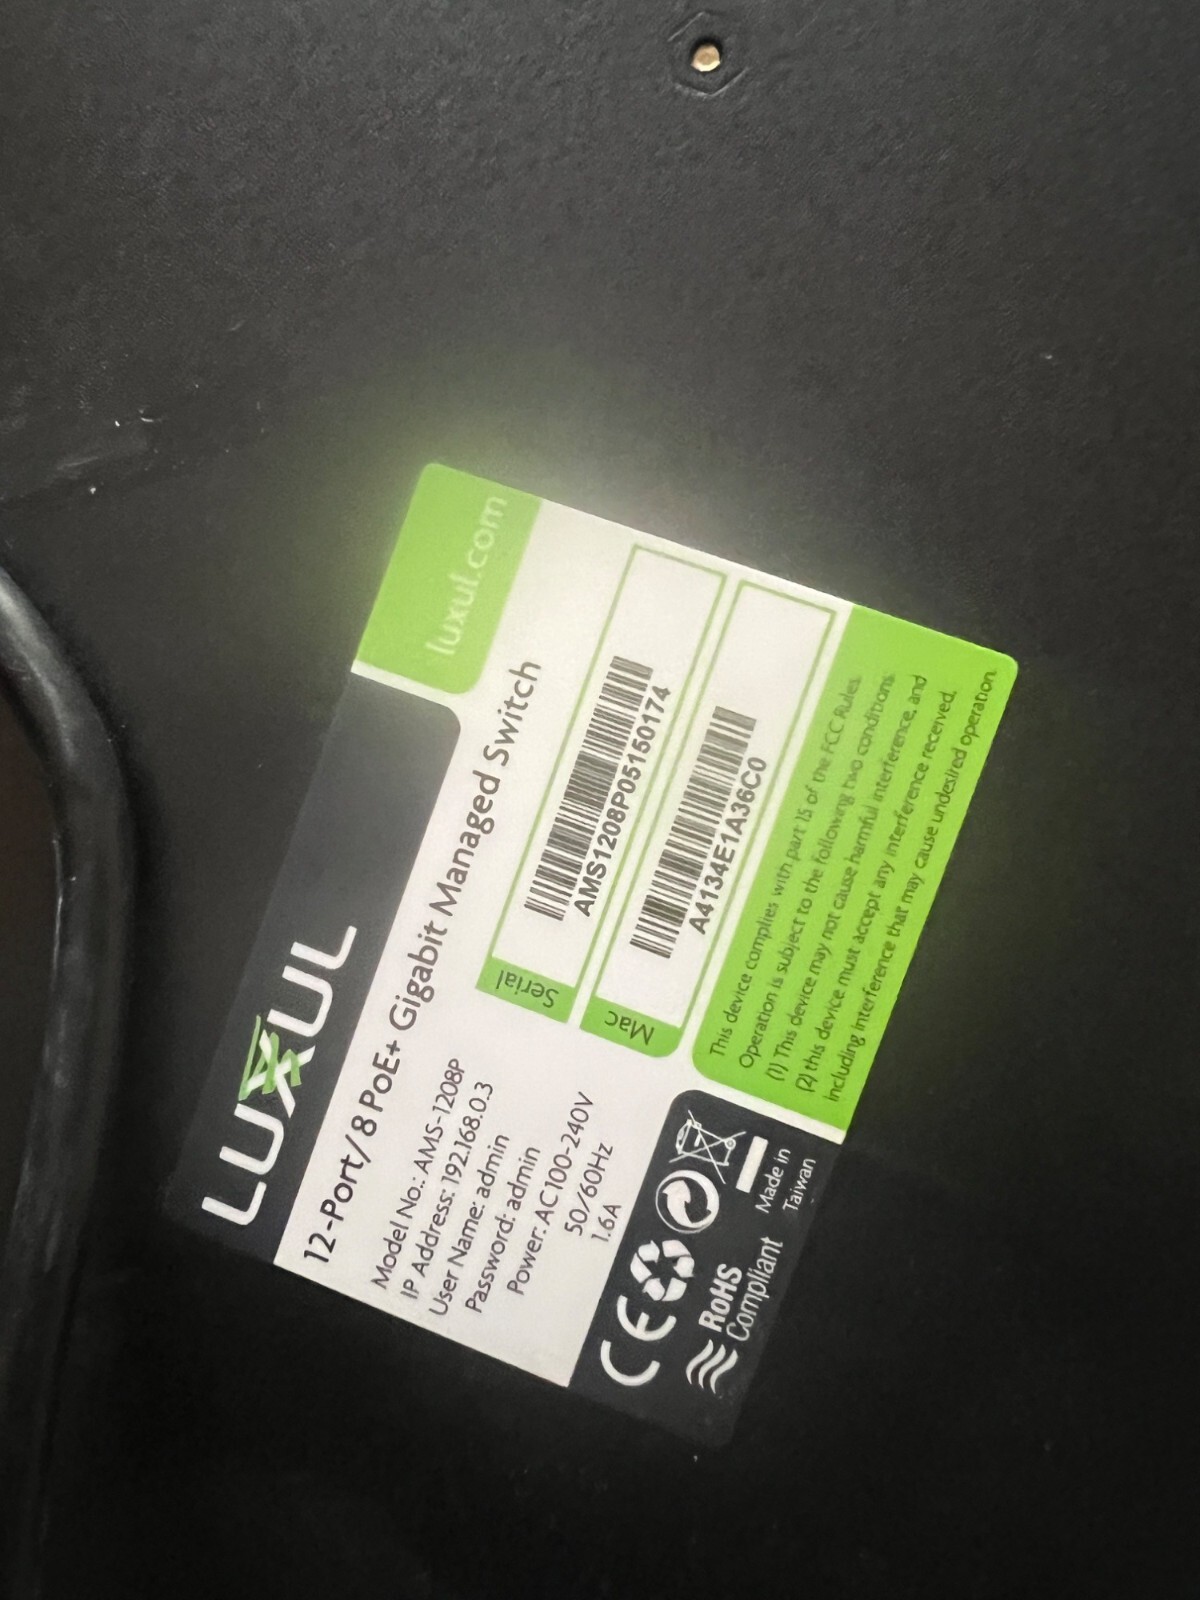 luxul.com
LUXUL
12-Port/8 PoE+ Gigabit Managed Switch
Model No.: AMS-1208P
IP Address: 192.168.0.3
User Name: admin
Password: admin
Power: AC100-240V
50/60Hz
1.6A
Serial
AMS1208P05150174
Mac
A4134E1A36C0
This device complies with part 15 of the FCC Rules.
Operation is subject to the following two conditions:
(1) This device may not cause harmful interference, and
(2) this device must accept any interference received,
including interference that may cause undesired operation.
CE
RoHS
Compliant
Made in
Taiwan